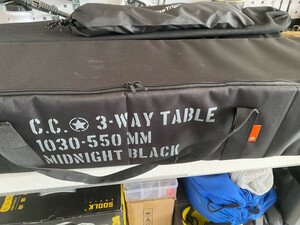 C.C.★ 3-WAY TABLE
1030-550 MM
MIDNIGHT BLACK